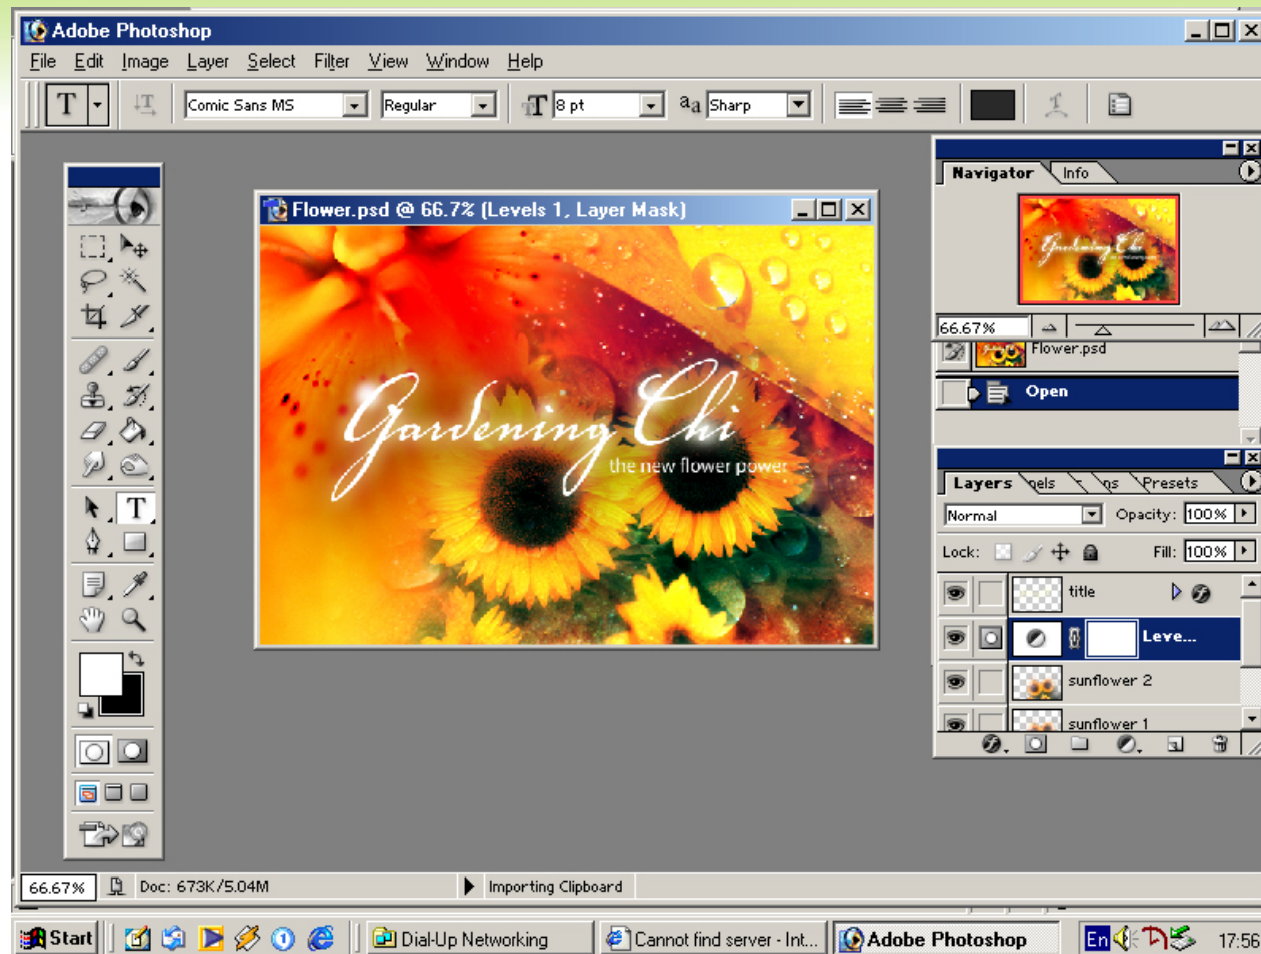 Adobe Photoshop
File Edit Image Layer Select Filter View Window Help
T T Comic Sans MS Regular T 8 pt aa Sharp
Navigator Info
Flower.psd @ 66.7% (Levels 1, Layer Mask)
Gardening Chi
the new flower power
66.67%
Flower.psd
Open
Layers nels ns Presets
Normal Opacity: 100%
Lock: Fill: 100%
title
Leve...
sunflower 2
sunflower 1
66.67% Doc: 673K/5.04M Importing Clipboard
Start Dial-Up Networking Cannot find server - Int... Adobe Photoshop En 17:56